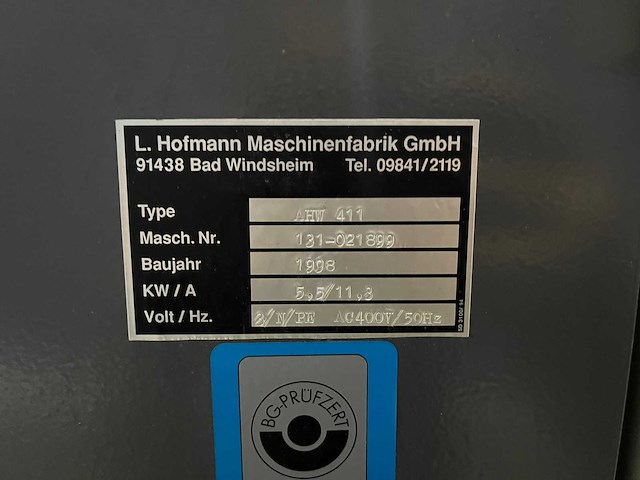 L. Hofmann Maschinenfabrik GmbH
91438 Bad Windsheim Tel. 09841/2119
Type AHW 411
Masch. Nr. 131-021899
Baujahr 1998
KW / A 5,5/11,3
Volt / Hz. 3/N/PE AC400V/50Hz
BG-PRÜFZERT